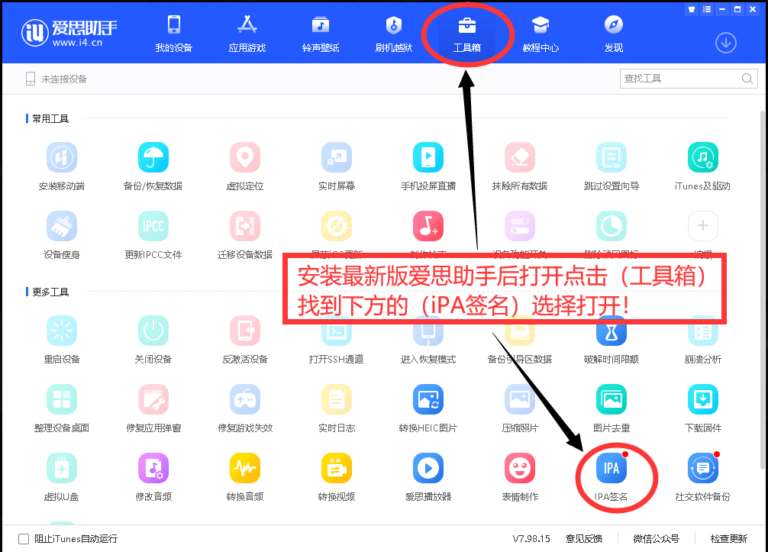 爱思助手
www.i4.cn
我的设备
应用游戏
铃声壁纸
刷机越狱
工具箱
教程中心
发现
未连接设备
查找工具
常用工具
安装移动端
备份/恢复数据
虚拟定位
实时屏幕
手机投屏直播
抹除所有数据
跳过设置向导
iTunes及驱动
设备瘦身
更新IPCC文件
迁移设备数据
安装最新版爱思助手后打开点击（工具箱）
找到下方的（iPA签名）选择打开!
更多工具
重启设备
关闭设备
反激活设备
打开SSH通道
进入恢复模式
备份引导区数据
破解时间限额
崩溃分析
整理设备桌面
修复应用弹窗
修复游戏失效
实时日志
转换HEIC图片
压缩照片
图片去重
下载固件
虚拟U盘
修改音频
转换音频
转换视频
爱思播放器
表情制作
IPA签名
社交软件备份
阻止iTunes自动运行
V7.98.15
意见反馈
微信公众号
检查更新